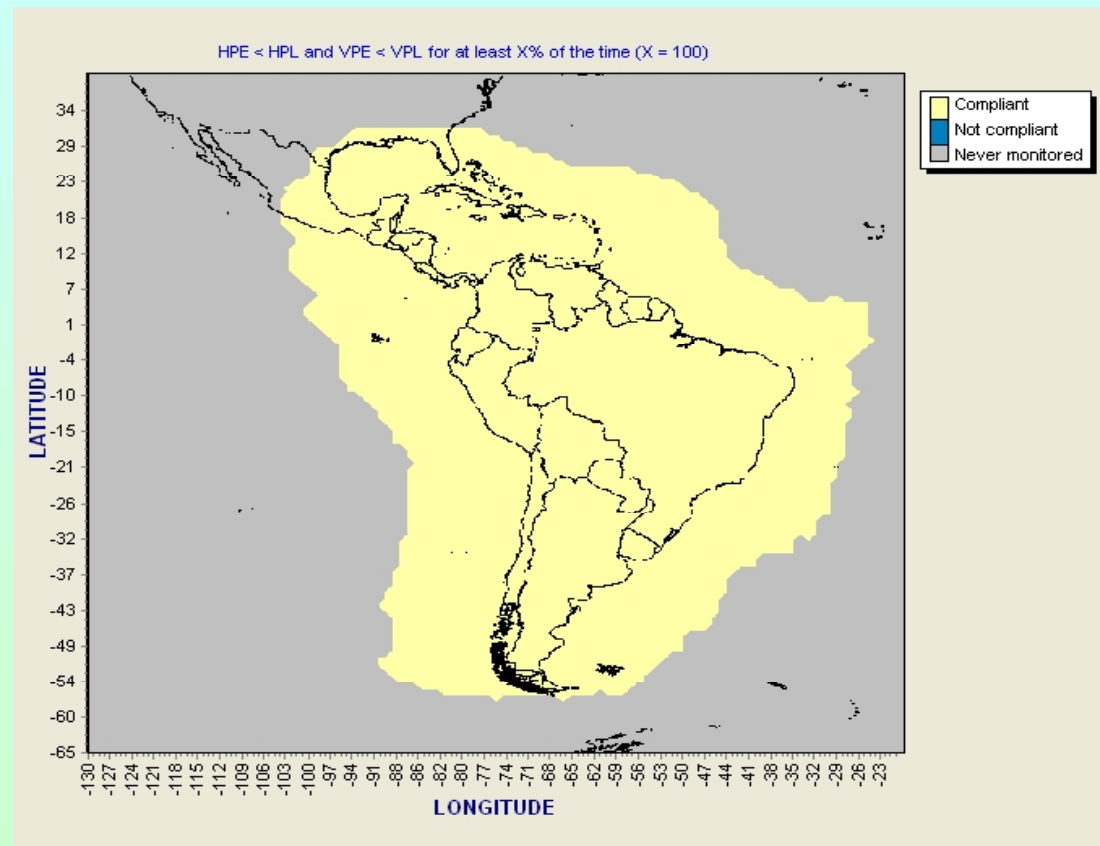 HPE < HPL and VPE < VPL for at least X% of the time (X = 100)
Compliant
Not compliant
Never monitored
34
29
23
18
12
7
1
-4
-10
-15
-21
-26
-32
-37
-43
-49
-54
-60
-65
LATITUDE
-130 -127 -124 -121 -118 -115 -112 -109 -106 -103 -100 -97 -94 -91 -88 -86 -83 -80 -77 -74 -71 -68 -65 -62 -59 -56 -53 -50 -47 -44 -41 -38 -35 -32 -29 -26 -23
LONGITUDE